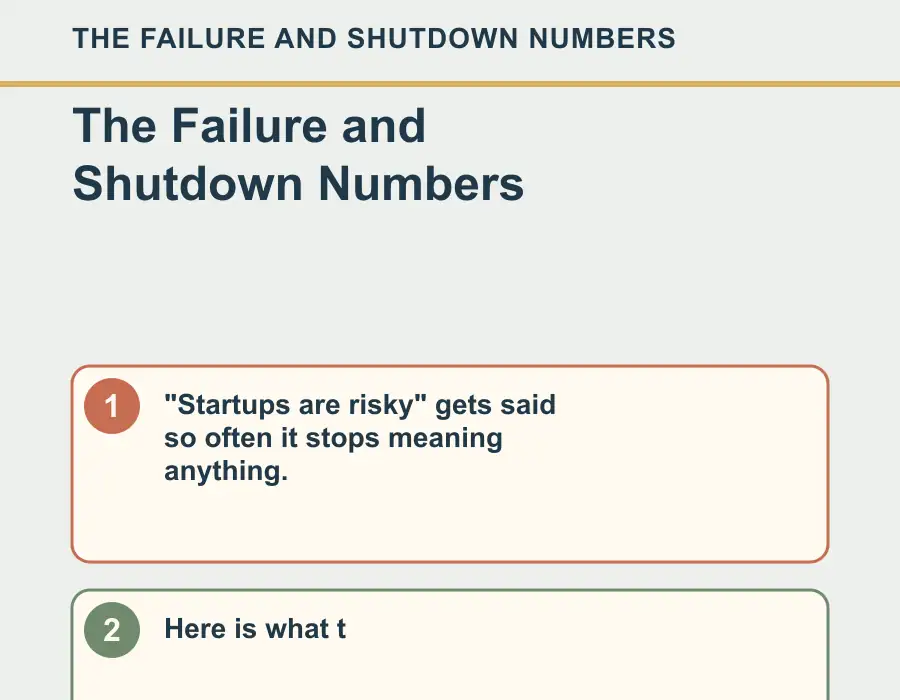 THE FAILURE AND SHUTDOWN NUMBERS
The Failure and
Shutdown Numbers
1
"Startups are risky" gets said
so often it stops meaning
anything.
2
Here is what t